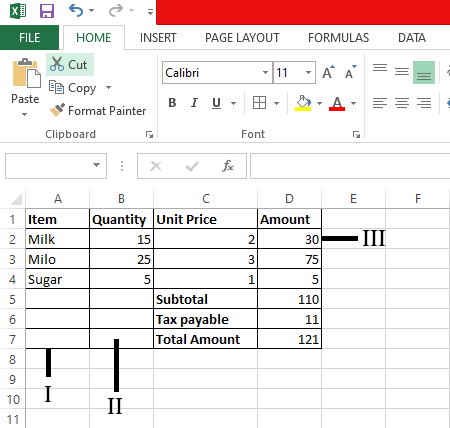 FILE HOME INSERT PAGE LAYOUT FORMULAS DATA
Cut
Copy
Format Painter
Paste
Clipboard
Calibri 11 A A
B I U A
Font
fx
A B C D E F
1 Item Quantity Unit Price Amount
2 Milk 15 2 30 III
3 Milo 25 3 75
4 Sugar 5 1 5
5 Subtotal 110
6 Tax payable 11
7 Total Amount 121
8
9
10 I II
11